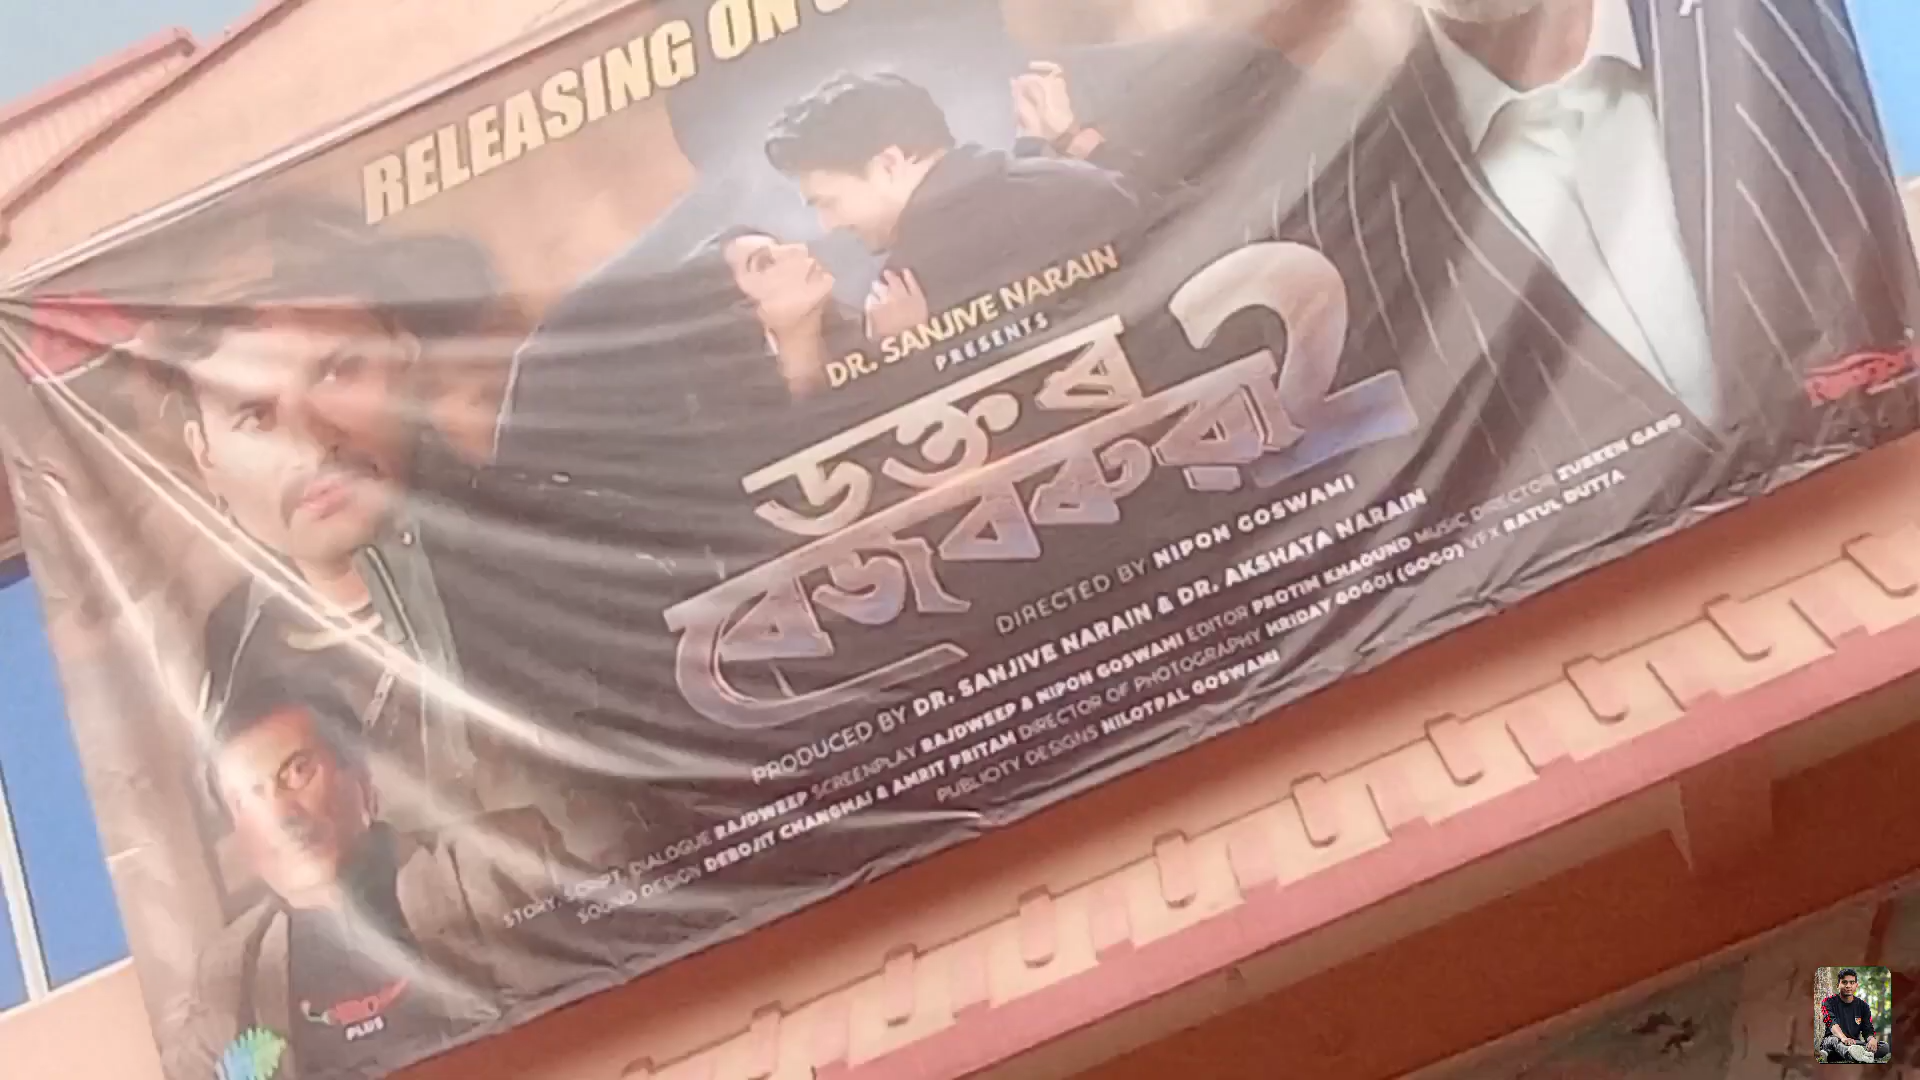 RELEASING ON
DR. SANJIVE NARAIN
PRESENTS
ডক্টৰ
বেজবৰুৱা 2
DIRECTED BY NIPON GOSWAMI
PRODUCED BY DR. SANJIVE NARAIN & DR. AKSHATA NARAIN
STORY, SCRIPT, DIALOGUE RAJDWEEP SCREENPLAY RAJDWEEP & NIPON GOSWAMI EDITOR PROTIM KHAOUND MUSIC DIRECTOR ZUBEEN GARG
SOUND DESIGN DEBOJIT CHANGMAI & AMRIT PRITAM DIRECTOR OF PHOTOGRAPHY HRIDAY GOGOI (GOGO) VFX RATUL DUTTA
PUBLICITY DESIGNS NILOTPAL GOSWAMI
PLUS